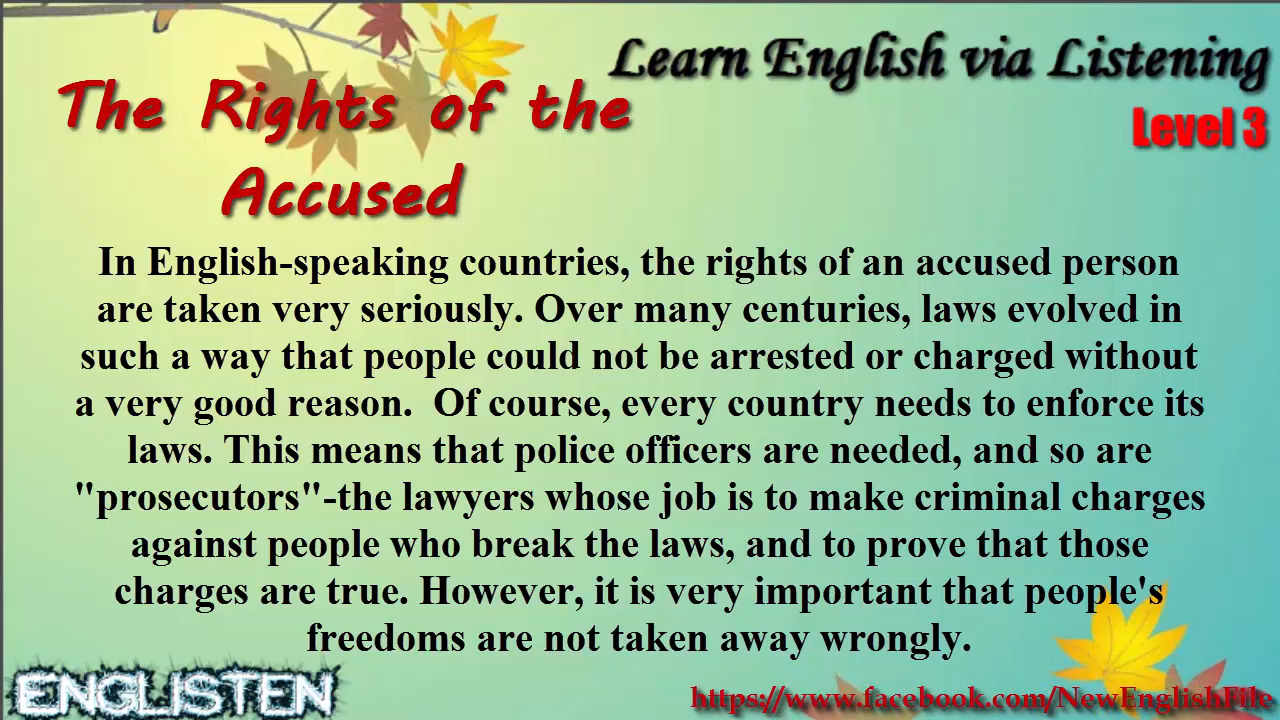 Learn English via Listening
Level 3
The Rights of the
Accused
In English-speaking countries, the rights of an accused person
are taken very seriously. Over many centuries, laws evolved in
such a way that people could not be arrested or charged without
a very good reason.  Of course, every country needs to enforce its
laws. This means that police officers are needed, and so are
"prosecutors"-the lawyers whose job is to make criminal charges
against people who break the laws, and to prove that those
charges are true. However, it is very important that people's
freedoms are not taken away wrongly.
ENGLISTEN
https://www.facebook.com/NewEnglishFile